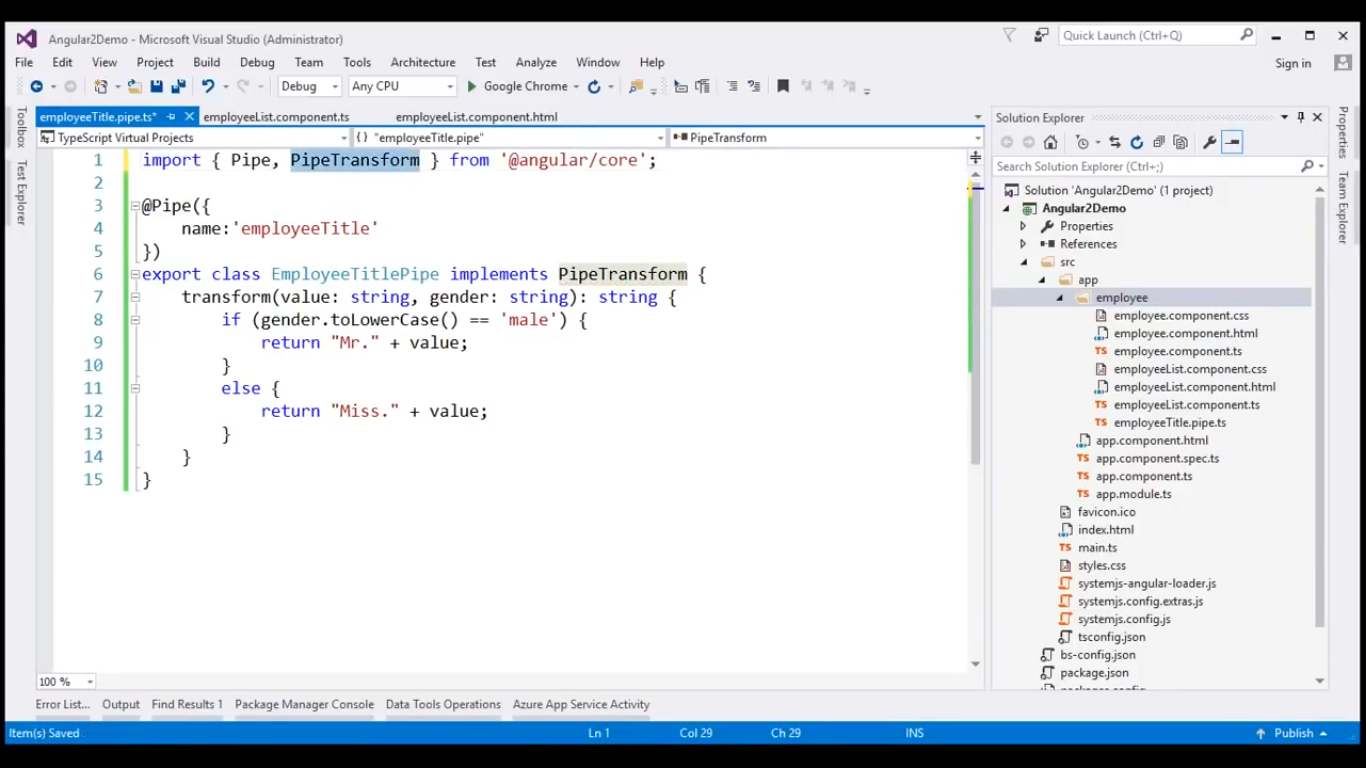 Angular2Demo - Microsoft Visual Studio (Administrator)
Quick Launch (Ctrl+Q)
File Edit View Project Build Debug Team Tools Architecture Test Analyze Window Help
Sign in
Debug Any CPU Google Chrome
Toolbox
Test Explorer
employeeTitle.pipe.ts* employeeList.component.ts employeeList.component.html
TypeScript Virtual Projects {} "employeeTitle.pipe" PipeTransform
1 import { Pipe, PipeTransform } from '@angular/core';
2
3 @Pipe({
4 name:'employeeTitle'
5 })
6 export class EmployeeTitlePipe implements PipeTransform {
7 transform(value: string, gender: string): string {
8 if (gender.toLowerCase() == 'male') {
9 return "Mr." + value;
10 }
11 else {
12 return "Miss." + value;
13 }
14 }
15 }
100 %
Solution Explorer
Search Solution Explorer (Ctrl+;)
Solution 'Angular2Demo' (1 project)
Angular2Demo
Properties
References
src
app
employee
employee.component.css
employee.component.html
employee.component.ts
employeeList.component.css
employeeList.component.html
employeeList.component.ts
employeeTitle.pipe.ts
app.component.html
app.component.spec.ts
app.component.ts
app.module.ts
favicon.ico
index.html
main.ts
styles.css
systemjs-angular-loader.js
systemjs.config.extras.js
systemjs.config.js
tsconfig.json
bs-config.json
package.json
Properties
Team Explorer
Error List... Output Find Results 1 Package Manager Console Data Tools Operations Azure App Service Activity
Item(s) Saved Ln 1 Col 29 Ch 29 INS Publish